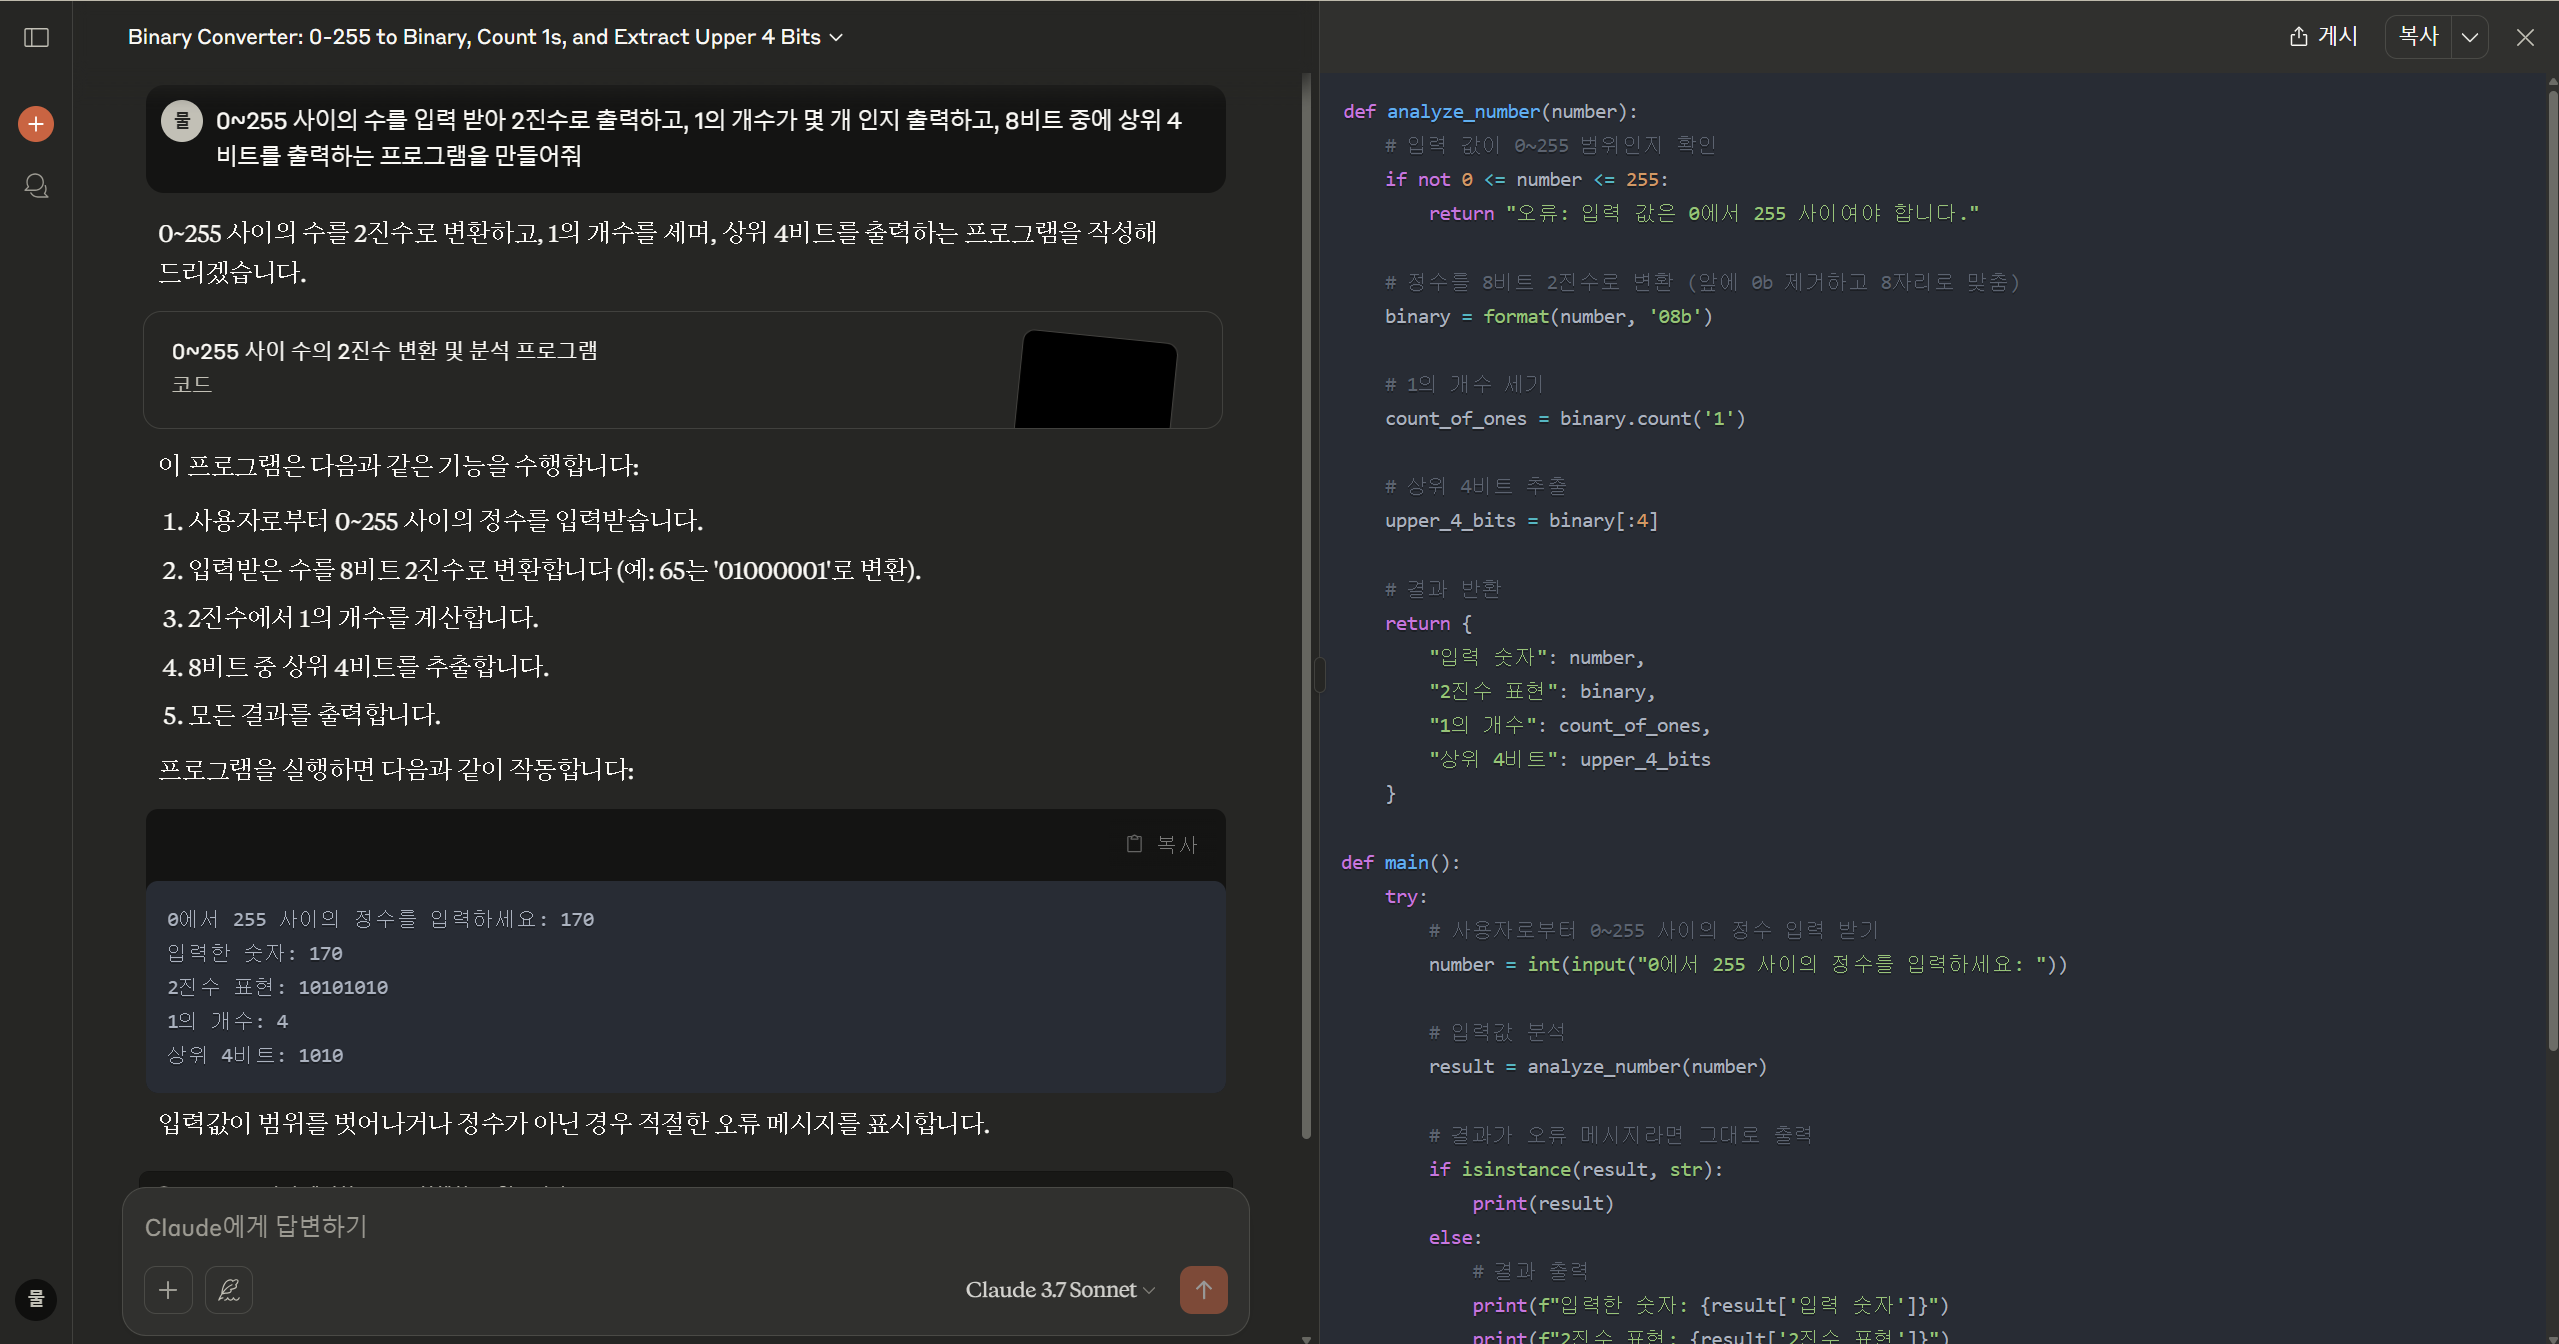 Binary Converter: 0-255 to Binary, Count 1s, and Extract Upper 4 Bits
물
0~255 사이의 수를 입력 받아 2진수로 출력하고, 1의 개수가 몇 개 인지 출력하고, 8비트 중에 상위 4
비트를 출력하는 프로그램을 만들어줘
0~255 사이의 수를 2진수로 변환하고, 1의 개수를 세며, 상위 4비트를 출력하는 프로그램을 작성해
드리겠습니다.
0~255 사이 수의 2진수 변환 및 분석 프로그램
코드
이 프로그램은 다음과 같은 기능을 수행합니다:
1. 사용자로부터 0~255 사이의 정수를 입력받습니다.
2. 입력받은 수를 8비트 2진수로 변환합니다 (예: 65는 '01000001'로 변환).
3. 2진수에서 1의 개수를 계산합니다.
4. 8비트 중 상위 4비트를 추출합니다.
5. 모든 결과를 출력합니다.
프로그램을 실행하면 다음과 같이 작동합니다:
복사
0에서 255 사이의 정수를 입력하세요: 170
입력한 숫자: 170
2진수 표현: 10101010
1의 개수: 4
상위 4비트: 1010
입력값이 범위를 벗어나거나 정수가 아닌 경우 적절한 오류 메시지를 표시합니다.
Claude에게 답변하기
Claude 3.7 Sonnet
물
게시
복사
def analyze_number(number):
# 입력 값이 0~255 범위인지 확인
if not 0 <= number <= 255:
return "오류: 입력 값은 0에서 255 사이여야 합니다."
# 정수를 8비트 2진수로 변환 (앞에 0b 제거하고 8자리로 맞춤)
binary = format(number, '08b')
# 1의 개수 세기
count_of_ones = binary.count('1')
# 상위 4비트 추출
upper_4_bits = binary[:4]
# 결과 반환
return {
"입력 숫자": number,
"2진수 표현": binary,
"1의 개수": count_of_ones,
"상위 4비트": upper_4_bits
}
def main():
try:
# 사용자로부터 0~255 사이의 정수 입력 받기
number = int(input("0에서 255 사이의 정수를 입력하세요: "))
# 입력값 분석
result = analyze_number(number)
# 결과가 오류 메시지라면 그대로 출력
if isinstance(result, str):
print(result)
else:
# 결과 출력
print(f"입력한 숫자: {result['입력 숫자']}")
print(f"2진수 표현: {result['2진수 표현']}")